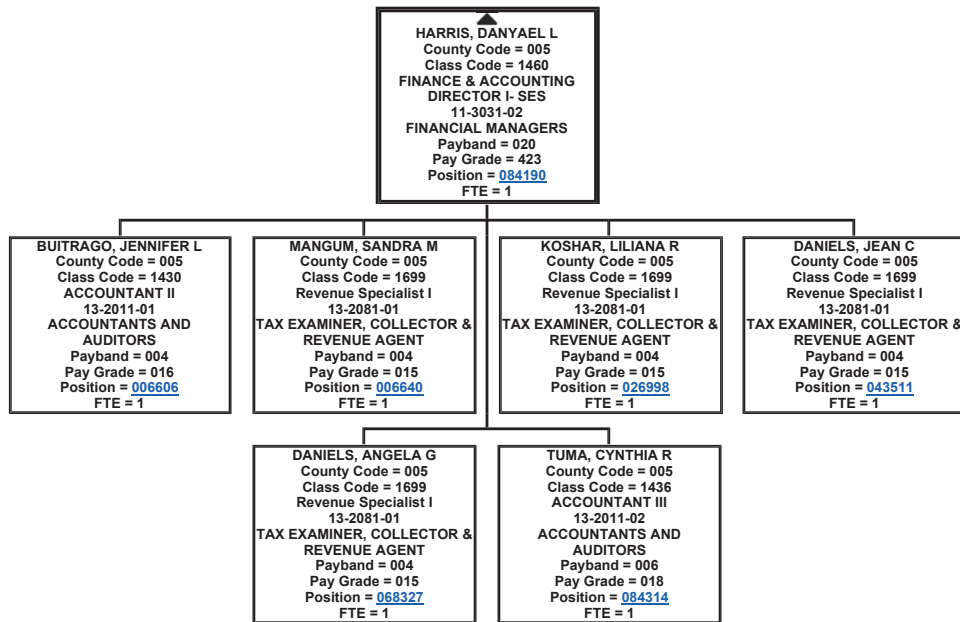 HARRIS, DANYAEL L
County Code = 005
Class Code = 1460
FINANCE & ACCOUNTING
DIRECTOR I- SES
11-3031-02
FINANCIAL MANAGERS
Payband = 020
Pay Grade = 423
Position = 084190
FTE = 1
BUITRAGO, JENNIFER L
County Code = 005
Class Code = 1430
ACCOUNTANT II
13-2011-01
ACCOUNTANTS AND
AUDITORS
Payband = 004
Pay Grade = 016
Position = 006606
FTE = 1
MANGUM, SANDRA M
County Code = 005
Class Code = 1699
Revenue Specialist I
13-2081-01
TAX EXAMINER, COLLECTOR &
REVENUE AGENT
Payband = 004
Pay Grade = 015
Position = 006640
FTE = 1
KOSHAR, LILIANA R
County Code = 005
Class Code = 1699
Revenue Specialist I
13-2081-01
TAX EXAMINER, COLLECTOR &
REVENUE AGENT
Payband = 004
Pay Grade = 015
Position = 026998
FTE = 1
DANIELS, JEAN C
County Code = 005
Class Code = 1699
Revenue Specialist I
13-2081-01
TAX EXAMINER, COLLECTOR &
REVENUE AGENT
Payband = 004
Pay Grade = 015
Position = 043511
FTE = 1
DANIELS, ANGELA G
County Code = 005
Class Code = 1699
Revenue Specialist I
13-2081-01
TAX EXAMINER, COLLECTOR &
REVENUE AGENT
Payband = 004
Pay Grade = 015
Position = 068327
FTE = 1
TUMA, CYNTHIA R
County Code = 005
Class Code = 1436
ACCOUNTANT III
13-2011-02
ACCOUNTANTS AND
AUDITORS
Payband = 006
Pay Grade = 018
Position = 084314
FTE = 1